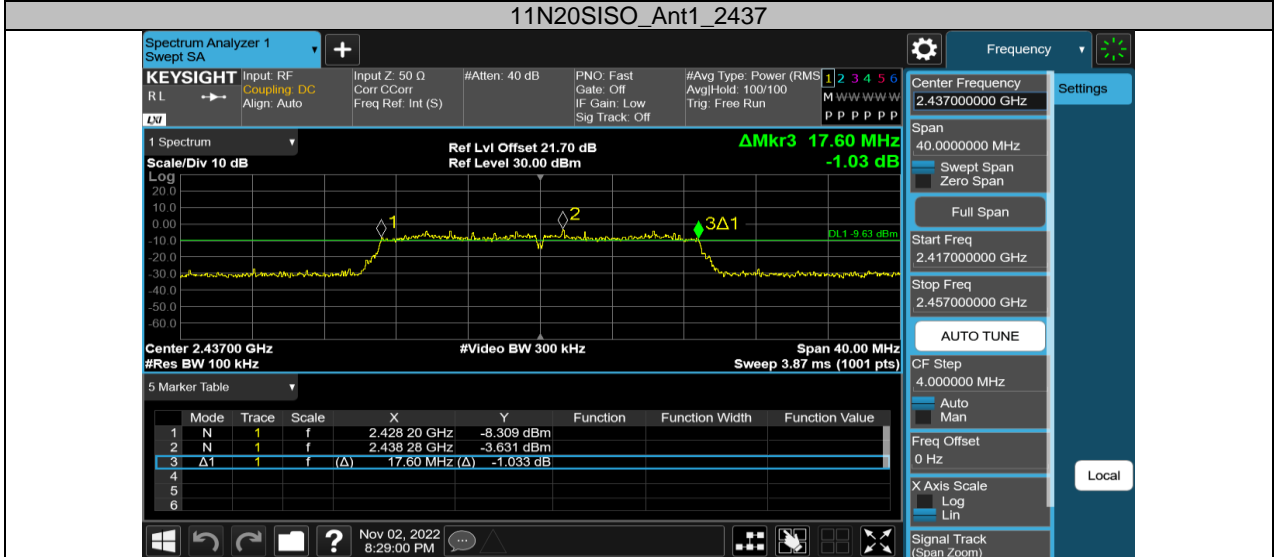 11N20SISO_Ant1_2437
Spectrum Analyzer 1
Swept SA
Frequency
KEYSIGHT
R L
LXI
Input: RF
Coupling: DC
Align: Auto
Input Z: 50 Ω
Corr CCorr
Freq Ref: Int (S)
#Atten: 40 dB
PNO: Fast
Gate: Off
IF Gain: Low
Sig Track: Off
#Avg Type: Power (RMS
Avg|Hold: 100/100
Trig: Free Run
1 2 3 4 5 6
M W W W W W
P P P P P P
1 Spectrum
Scale/Div 10 dB
Ref Lvl Offset 21.70 dB
Ref Level 30.00 dBm
ΔMkr3 17.60 MHz
-1.03 dB
Log
20.0
10.0
0.00
-10.0
-20.0
-30.0
-40.0
-50.0
-60.0
1
2
3Δ1
DL1 -9.63 dBm
Center 2.43700 GHz
#Video BW 300 kHz
Span 40.00 MHz
#Res BW 100 kHz
Sweep 3.87 ms (1001 pts)
5 Marker Table
Mode Trace Scale X Y Function Function Width Function Value
1 N 1 f 2.428 20 GHz -8.309 dBm
2 N 1 f 2.438 28 GHz -3.631 dBm
3 Δ1 1 f (Δ) 17.60 MHz (Δ) -1.033 dB
4
5
6
Nov 02, 2022
8:29:00 PM
Center Frequency
2.437000000 GHz
Settings
Span
40.0000000 MHz
Swept Span
Zero Span
Full Span
Start Freq
2.417000000 GHz
Stop Freq
2.457000000 GHz
AUTO TUNE
CF Step
4.000000 MHz
Auto
Man
Freq Offset
0 Hz
Local
X Axis Scale
Log
Lin
Signal Track
(Span Zoom)